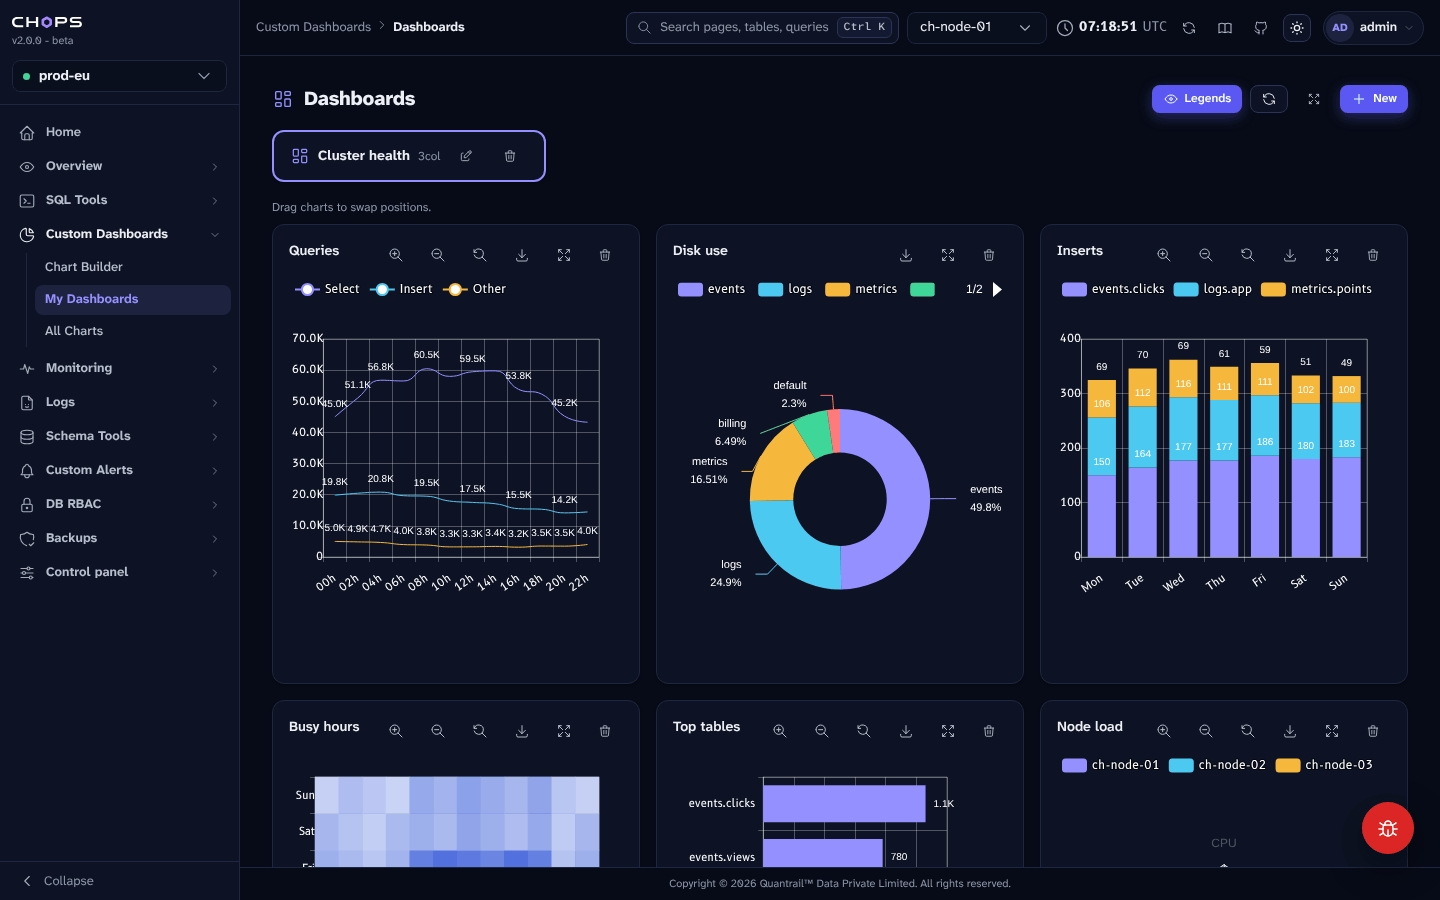 CHOPS
v2.0.0 - beta
prod-eu
Home
Overview
SQL Tools
Custom Dashboards
Chart Builder
My Dashboards
All Charts
Monitoring
Logs
Schema Tools
Custom Alerts
DB RBAC
Backups
Control panel
Collapse
Custom Dashboards > Dashboards
Search pages, tables, queries Ctrl K
ch-node-01
07:18:51 UTC
AD admin
Dashboards
Legends
New
Cluster health 3col
Drag charts to swap positions.
Queries
Select Insert Other
70.0K
60.0K
50.0K
40.0K
30.0K
20.0K
10.0K
0
45.0K 51.1K 56.8K 60.5K 59.5K 53.8K 45.2K
19.8K 20.8K 19.5K 17.5K 15.5K 14.2K
5.0K 4.9K 4.7K 4.0K 3.8K 3.3K 3.3K 3.4K 3.2K 3.5K 3.5K 4.0K
00h 02h 04h 06h 08h 10h 12h 14h 16h 18h 20h 22h
Disk use
events logs metrics 1/2
default
2.3%
billing
6.49%
metrics
16.51%
events
49.8%
logs
24.9%
Inserts
events.clicks logs.app metrics.points
400
300
200
100
0
69 70 69 61 59 51 49
106 112 116 111 111 102 100
150 164 177 177 186 180 183
Mon Tue Wed Thu Fri Sat Sun
Busy hours
Sun
Sat
Fri
Top tables
events.clicks 1.1K
events.views 780
Node load
ch-node-01 ch-node-02 ch-node-03
CPU
Copyright © 2026 Quantrail™ Data Private Limited. All rights reserved.